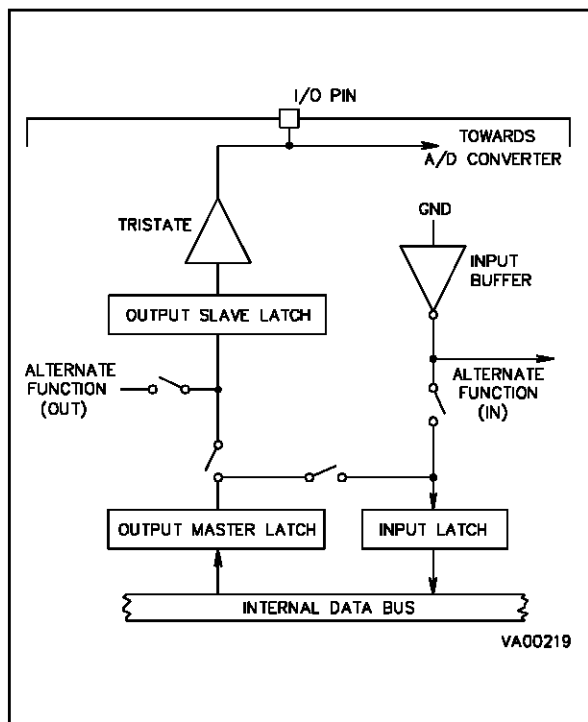 I/O PIN
TOWARDS
A/D CONVERTER
TRISTATE
GND
INPUT
BUFFER
OUTPUT SLAVE LATCH
ALTERNATE
FUNCTION
(OUT)
ALTERNATE
FUNCTION
(IN)
OUTPUT MASTER LATCH
INPUT LATCH
INTERNAL DATA BUS
VA00219